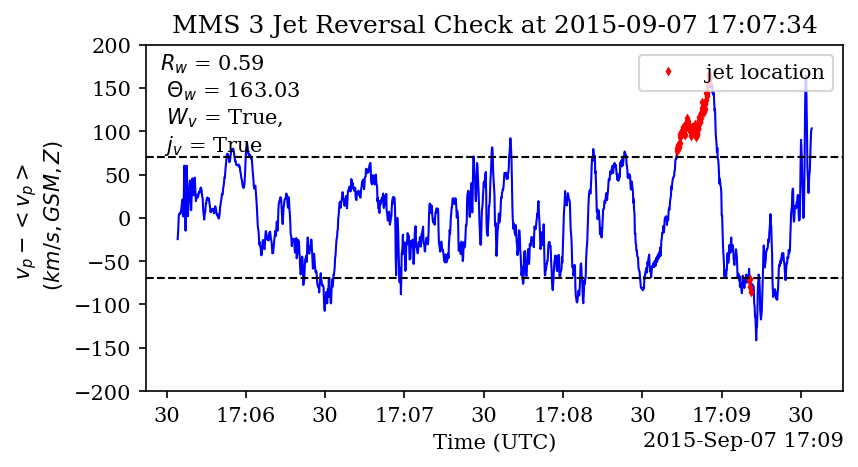 MMS 3 Jet Reversal Check at 2015-09-07 17:07:34
200
150
100
50
0
−50
−100
−150
−200
v_p − < v_p >
(km/s, GSM, Z)
R_w = 0.59
Θ_w = 163.03
W_v = True,
j_v = True
jet location
30 17:06 30 17:07 30 17:08 30 17:09 30
Time (UTC)
2015-Sep-07 17:09